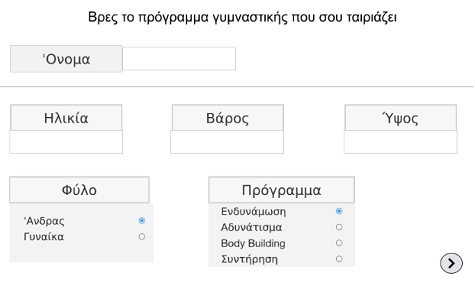 Βρες το πρόγραμμα γυμναστικής που σου ταιριάζει
'Ονομα
Ηλικία Βάρος Ύψος
Φύλο Πρόγραμμα
'Ανδρας Ενδυνάμωση
Γυναίκα Αδυνάτισμα
Body Building
Συντήρηση